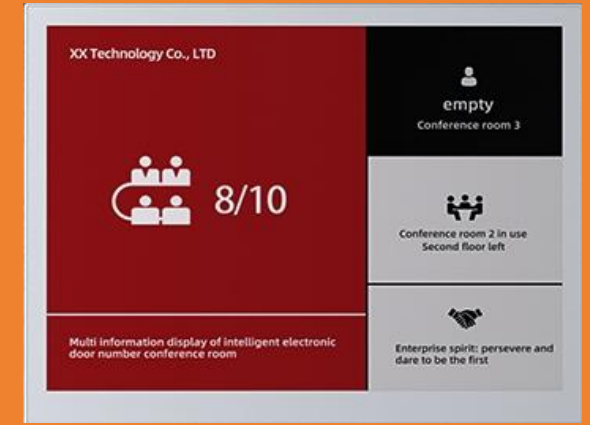 XX Technology Co., LTD
8/10
Multi information display of intelligent electronic
door number conference room
empty
Conference room 3
Conference room 2 in use
Second floor left
Enterprise spirit: persevere and
dare to be the first